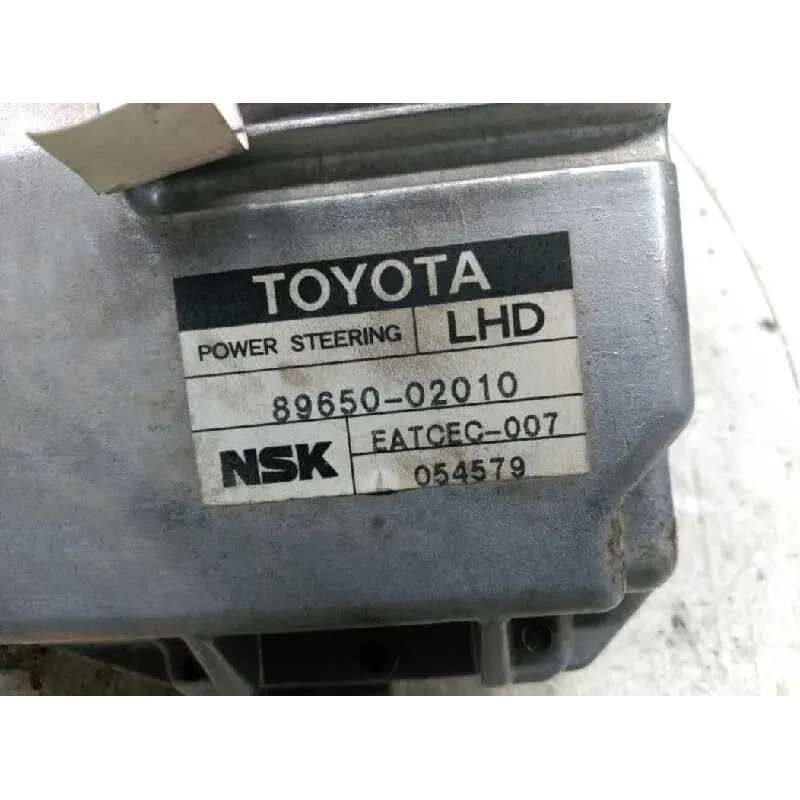 TOYOTA
POWER STEERING LHD
89650-02010
NSK EATCEC-007
054579